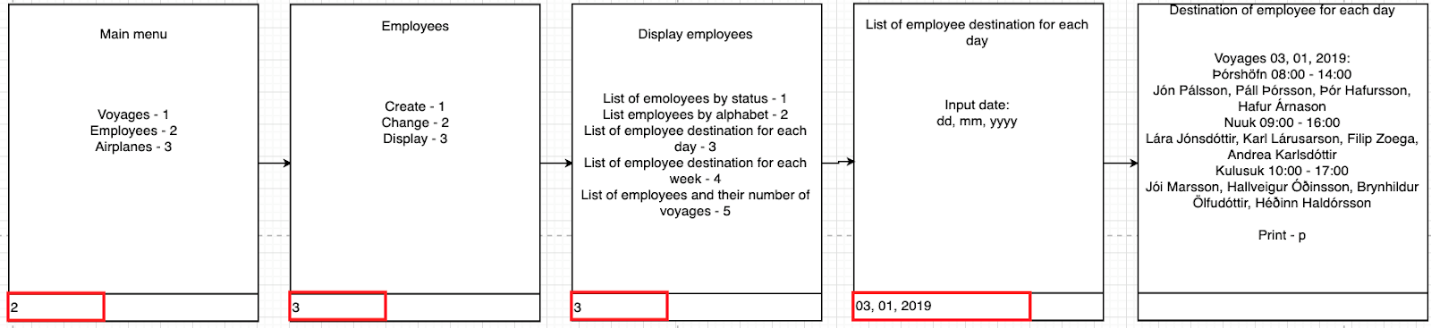 Main menu
Voyages - 1
Employees - 2
Airplanes - 3
2
Employees
Create - 1
Change - 2
Display - 3
3
Display employees
List of emoloyees by status - 1
List employees by alphabet - 2
List of employee destination for each
day - 3
List of employee destination for each
week - 4
List of employees and their number of
voyages - 5
3
List of employee destination for each
day
Input date:
dd, mm, yyyy
03, 01, 2019
Destination of employee for each day
Voyages 03, 01, 2019:
Þórshöfn 08:00 - 14:00
Jón Pálsson, Páll Þórsson, Þór Hafursson,
Hafur Árnason
Nuuk 09:00 - 16:00
Lára Jónsdóttir, Karl Lárusarson, Filip Zoega,
Andrea Karlsdóttir
Kulusuk 10:00 - 17:00
Jói Marsson, Hallveigur Óðinsson, Brynhildur
Ölfudóttir, Héðinn Haldórsson
Print - p